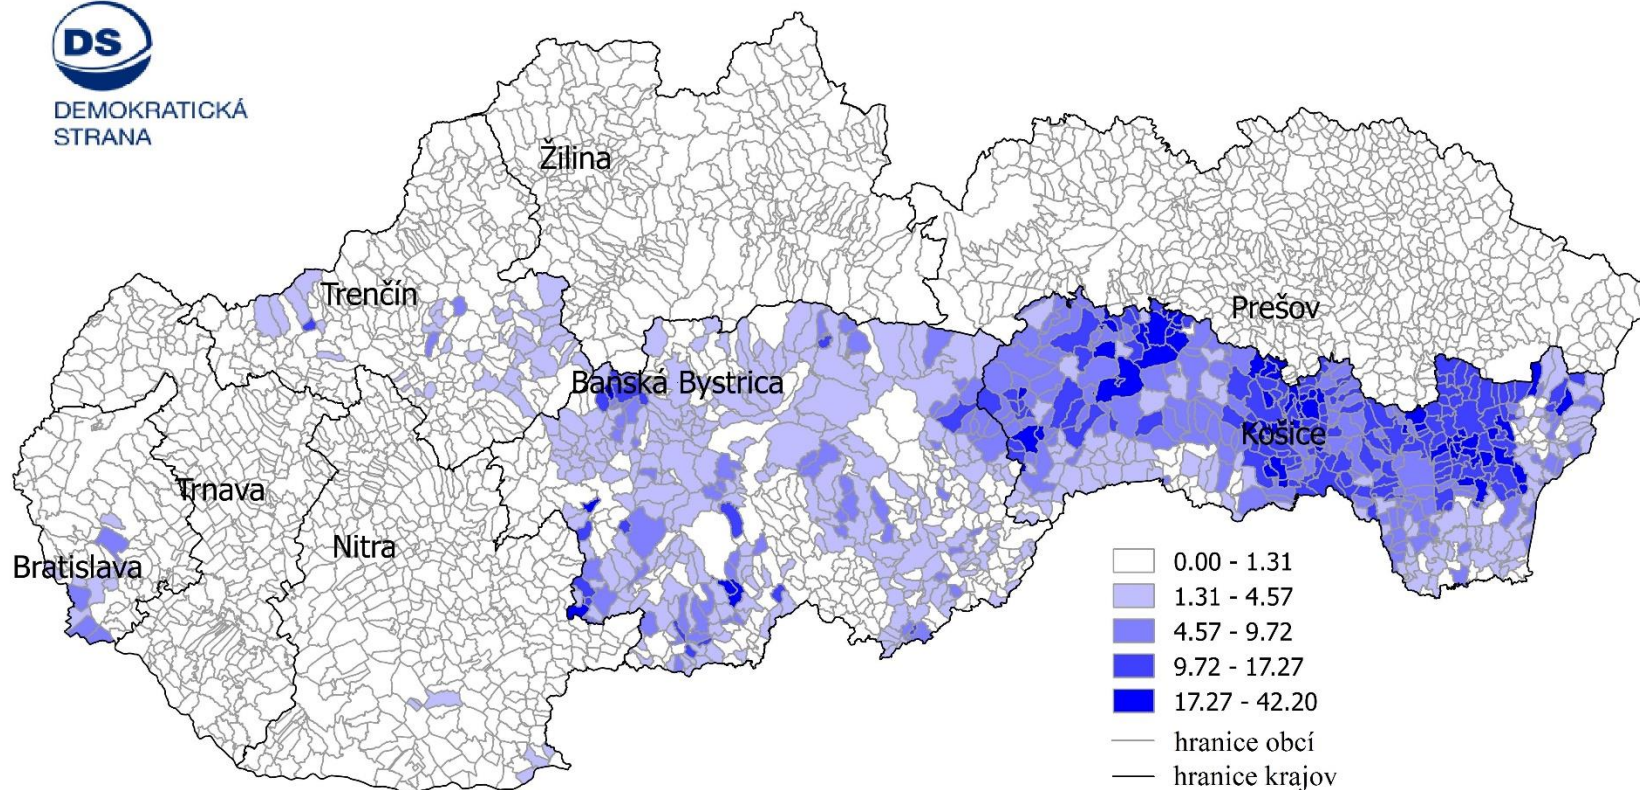 DS
DEMOKRATICKÁ
STRANA
Žilina
Trenčín
Prešov
Banská Bystrica
Košice
Trnava
Nitra
Bratislava
0.00 - 1.31
1.31 - 4.57
4.57 - 9.72
9.72 - 17.27
17.27 - 42.20
hranice obcí
hranice krajov